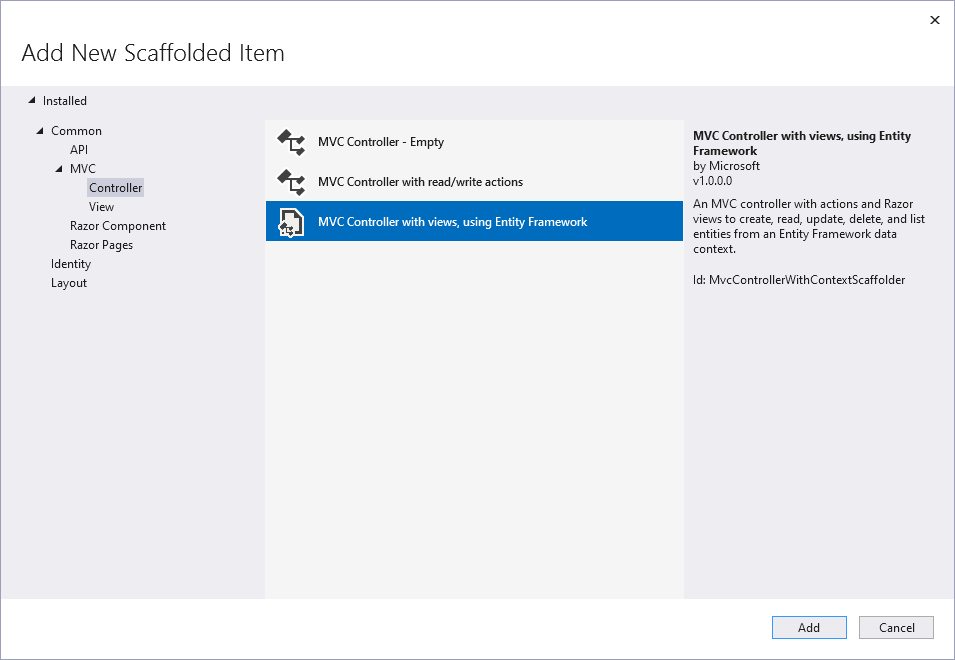 Add New Scaffolded Item
Installed
Common
API
MVC
Controller
View
Razor Component
Razor Pages
Identity
Layout
MVC Controller - Empty
MVC Controller with read/write actions
MVC Controller with views, using Entity Framework
MVC Controller with views, using Entity
Framework
by Microsoft
v1.0.0.0
An MVC controller with actions and Razor
views to create, read, update, delete, and list
entities from an Entity Framework data
context.
Id: MvcControllerWithContextScaffolder
Add
Cancel